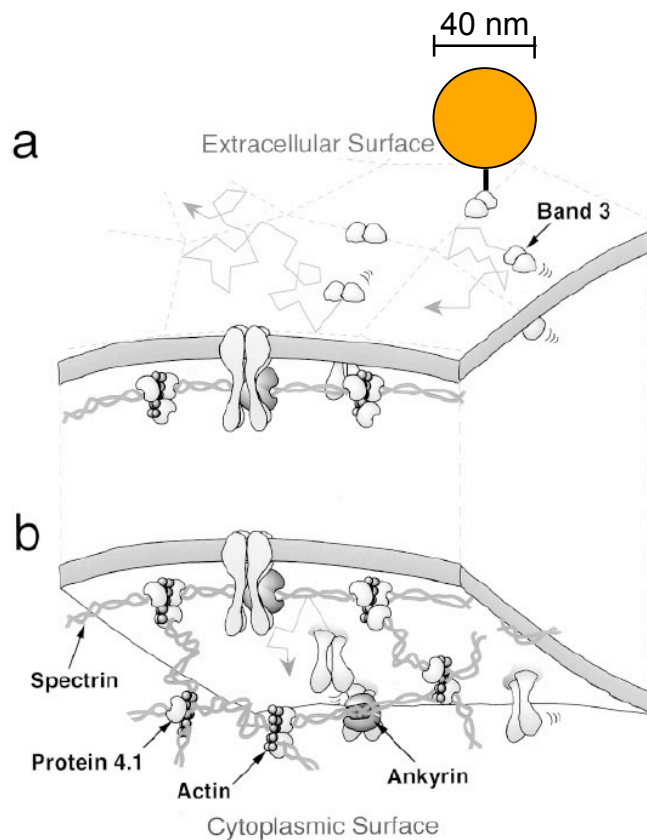 40 nm
a
Extracellular Surface
Band 3
b
Spectrin
Protein 4.1
Actin
Ankyrin
Cytoplasmic Surface